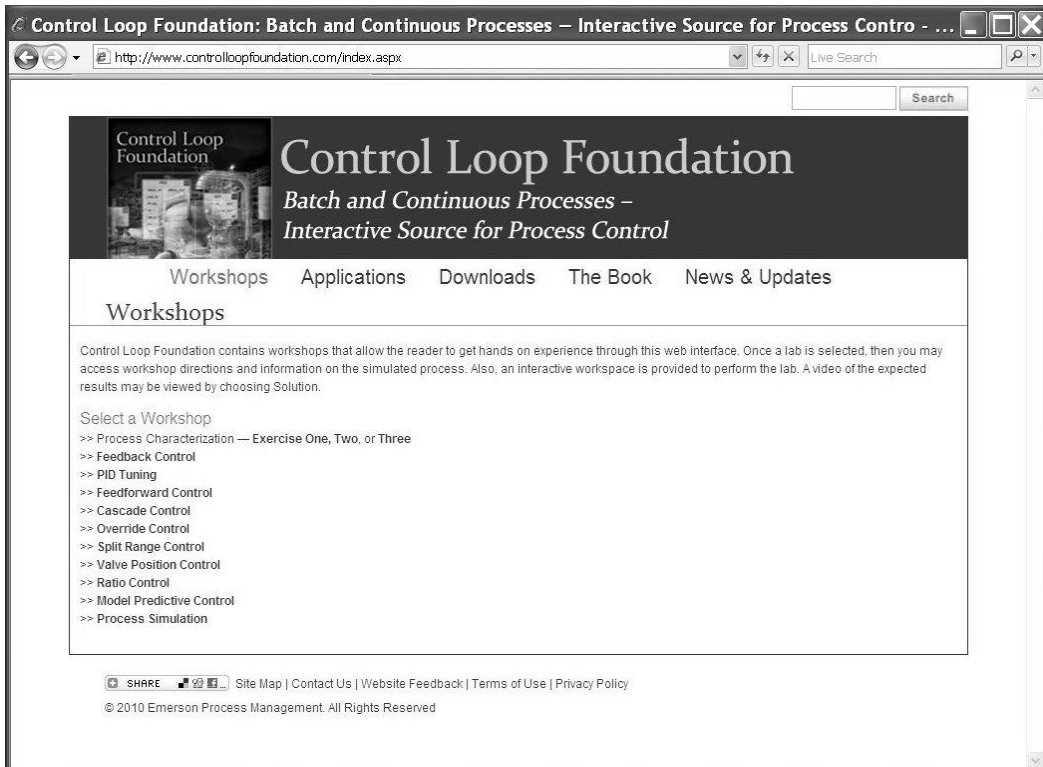 Control Loop Foundation: Batch and Continuous Processes – Interactive Source for Process Contro - ...
http://www.controlloopfoundation.com/index.aspx
Live Search
Search
Control Loop
Foundation
Control Loop Foundation
Batch and Continuous Processes –
Interactive Source for Process Control
Workshops Applications Downloads The Book News & Updates
Workshops
Control Loop Foundation contains workshops that allow the reader to get hands on experience through this web interface. Once a lab is selected, then you may
access workshop directions and information on the simulated process. Also, an interactive workspace is provided to perform the lab. A video of the expected
results may be viewed by choosing Solution.
Select a Workshop
>> Process Characterization — Exercise One, Two, or Three
>> Feedback Control
>> PID Tuning
>> Feedforward Control
>> Cascade Control
>> Override Control
>> Split Range Control
>> Valve Position Control
>> Ratio Control
>> Model Predictive Control
>> Process Simulation
SHARE Site Map | Contact Us | Website Feedback | Terms of Use | Privacy Policy
© 2010 Emerson Process Management. All Rights Reserved